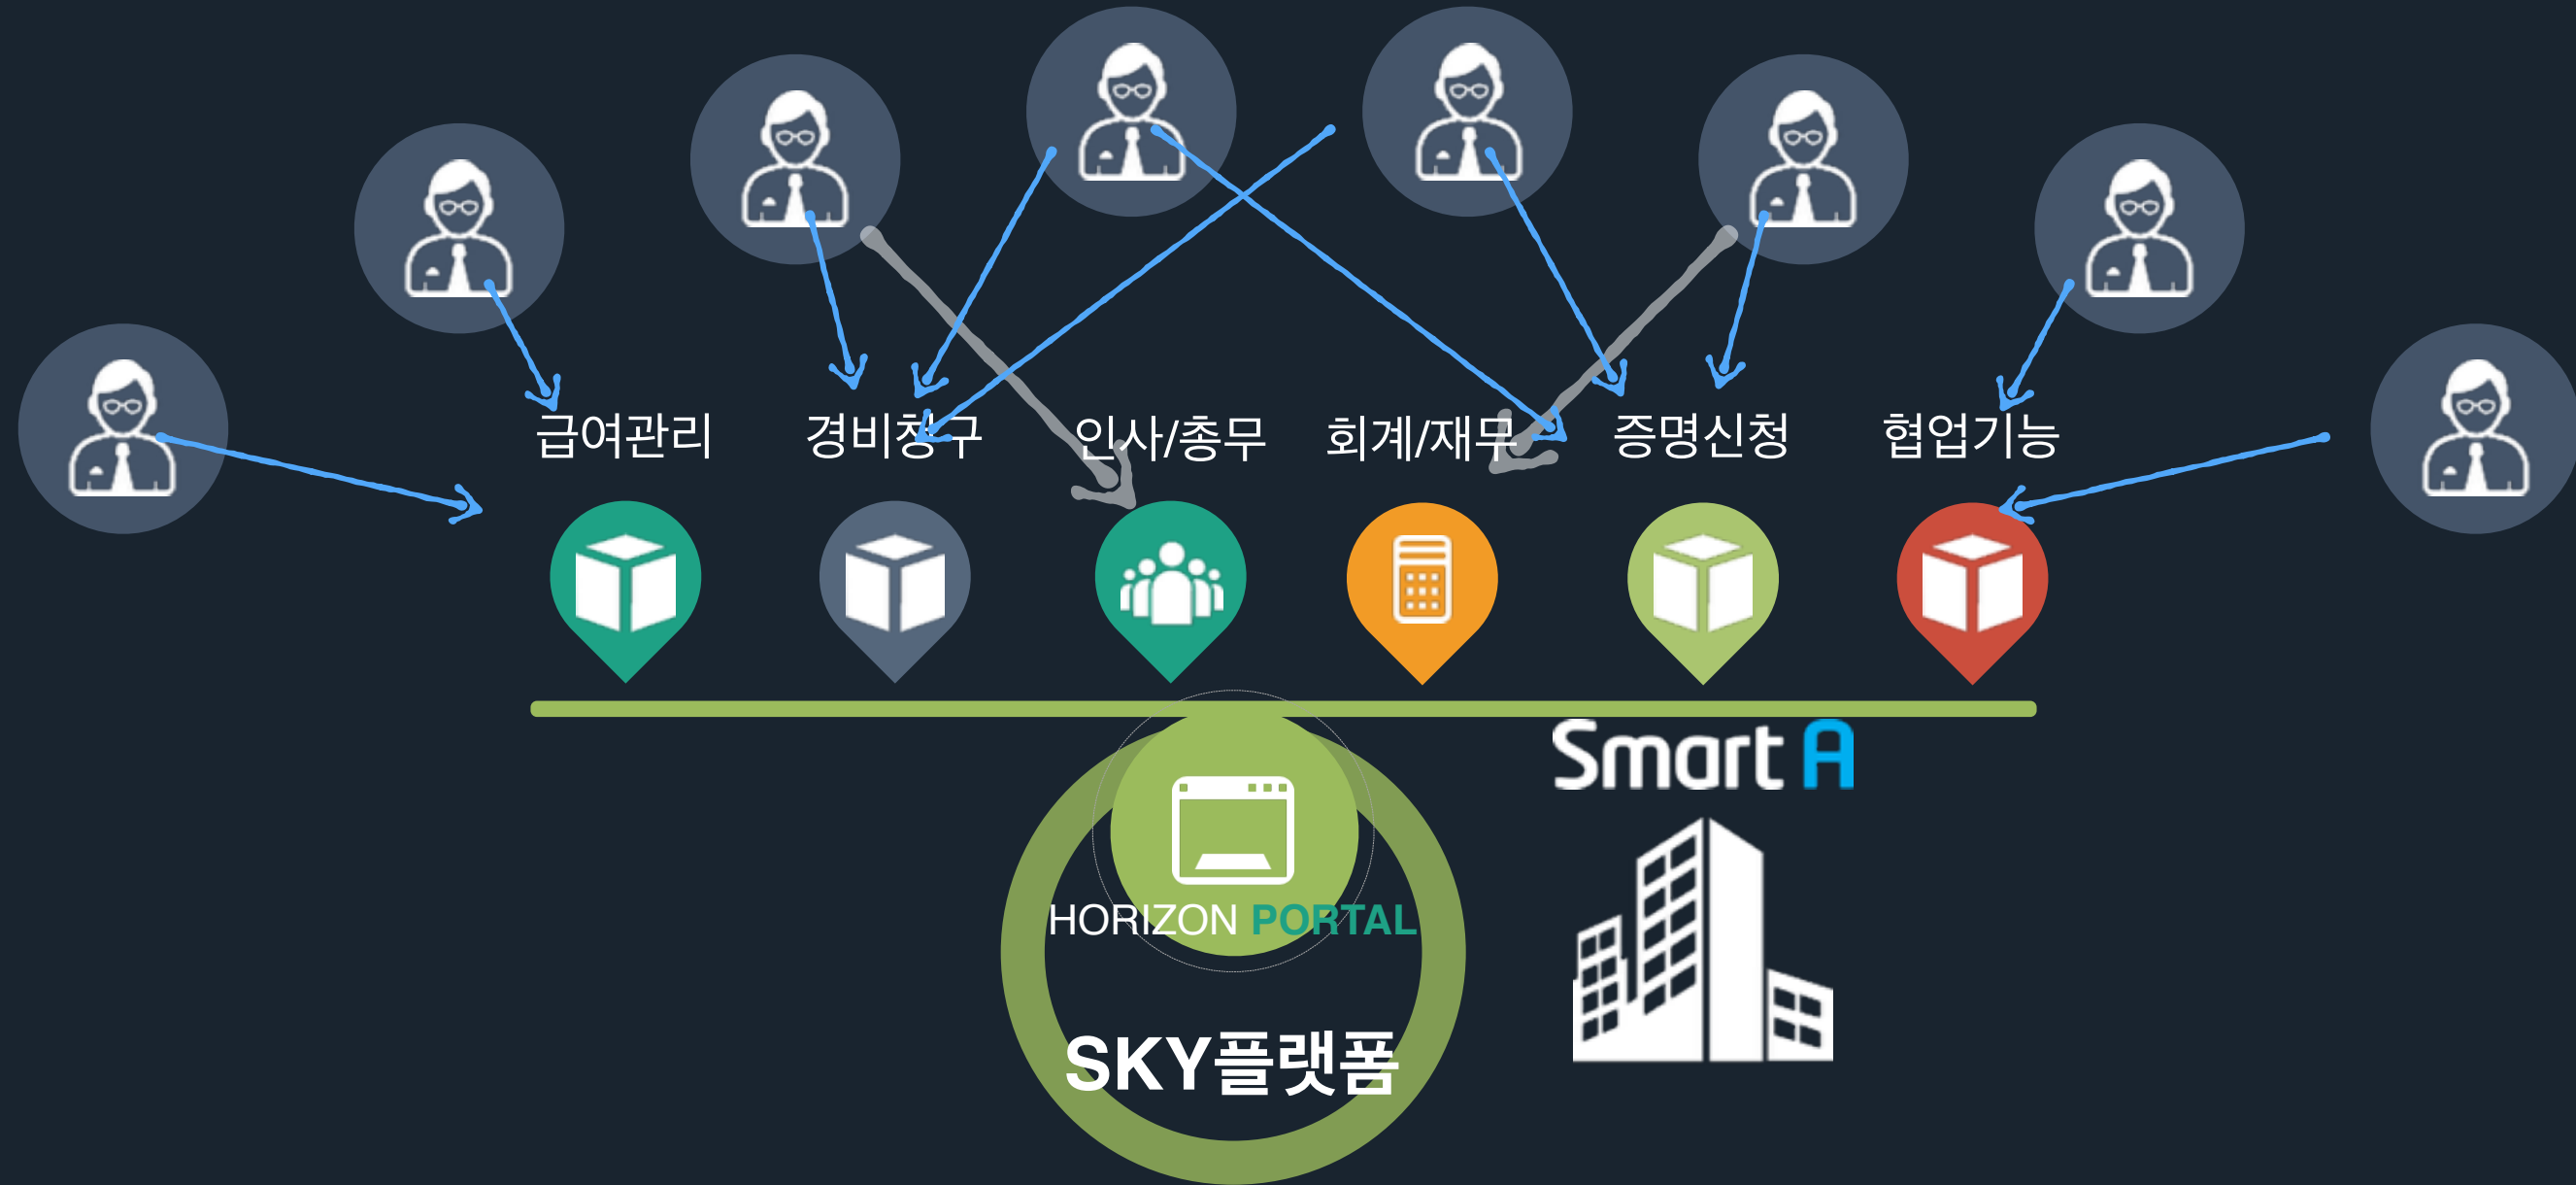 급여관리
경비청구
인사/총무
회계/재무
증명신청
협업기능
Smart A
HORIZON PORTAL
SKY플랫폼